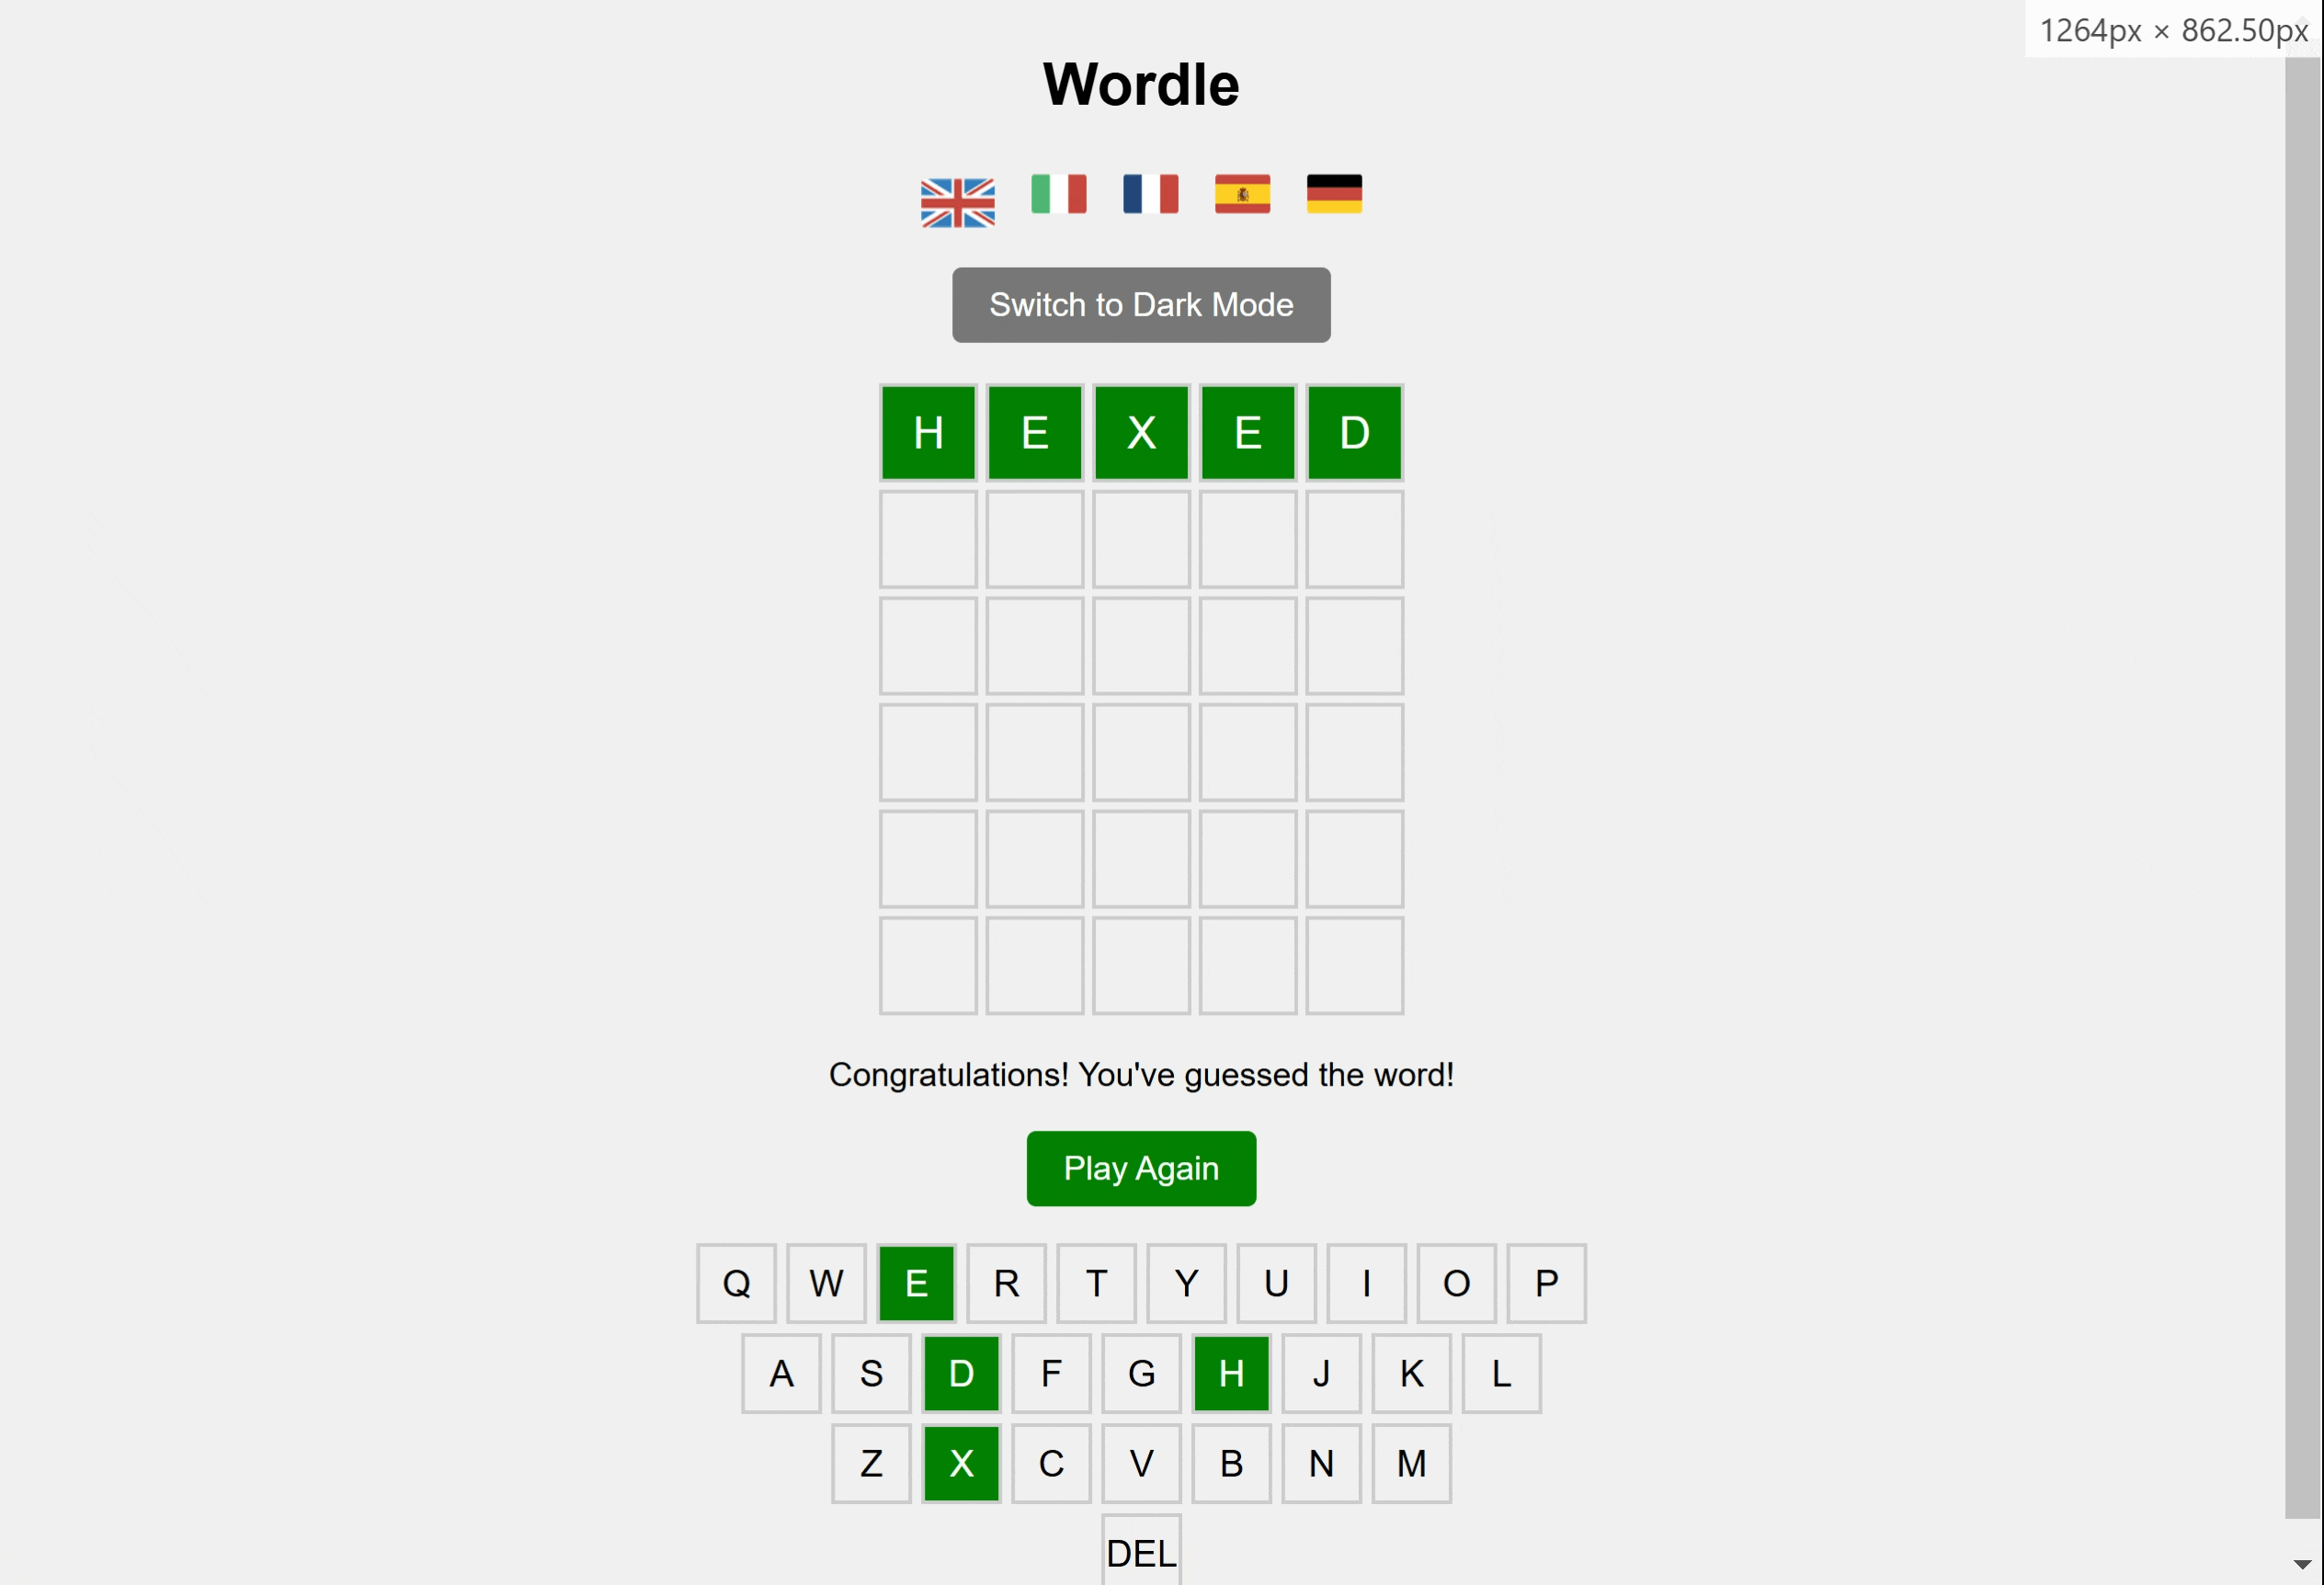 1264px × 862.50px
Wordle
Switch to Dark Mode
H E X E D
Congratulations! You've guessed the word!
Play Again
Q W E R T Y U I O P
A S D F G H J K L
Z X C V B N M
DEL